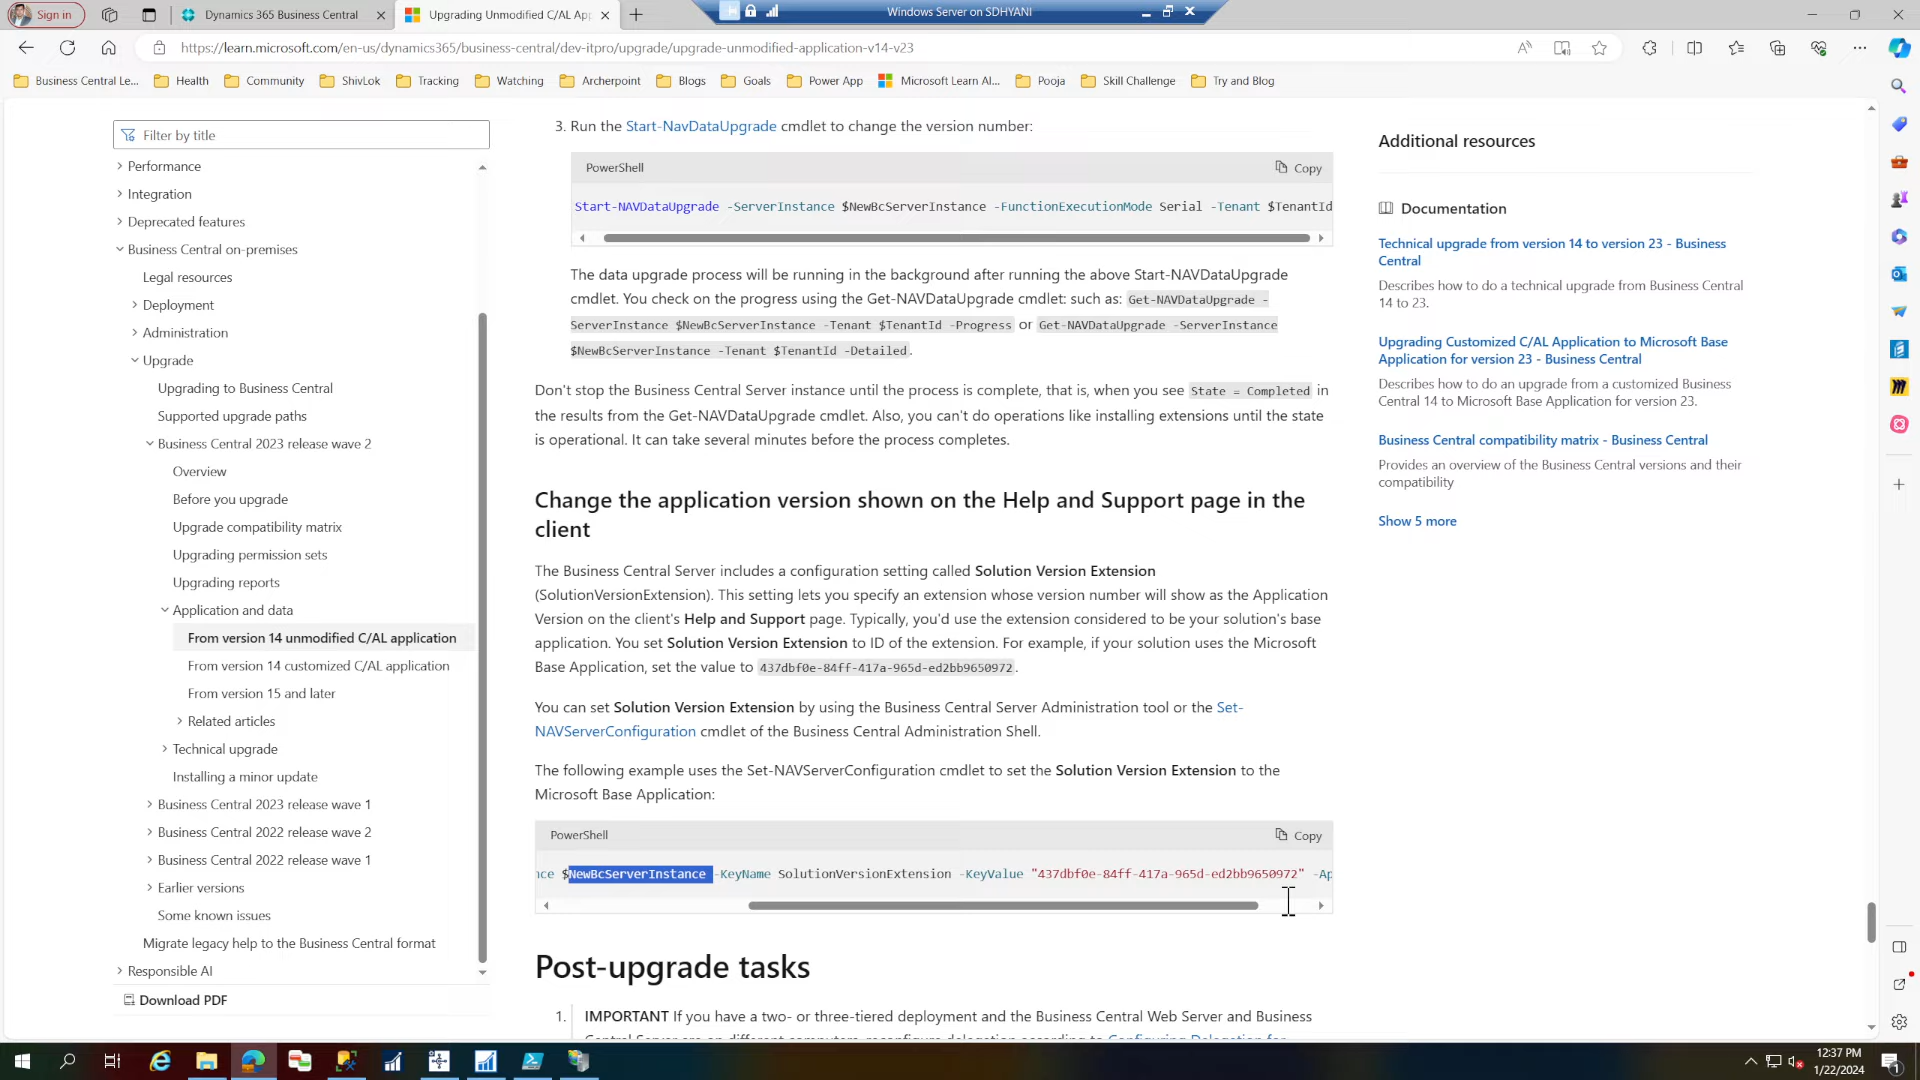 Sign in
Dynamics 365 Business Central
Upgrading Unmodified C/AL App
Windows Server on SDHYANI
https://learn.microsoft.com/en-us/dynamics365/business-central/dev-itpro/upgrade/upgrade-unmodified-application-v14-v23
Business Central Le...
Health
Community
ShivLok
Tracking
Watching
Archerpoint
Blogs
Goals
Power App
Microsoft Learn AI...
Pooja
Skill Challenge
Try and Blog
Filter by title
Performance
Integration
Deprecated features
Business Central on-premises
Legal resources
Deployment
Administration
Upgrade
Upgrading to Business Central
Supported upgrade paths
Business Central 2023 release wave 2
Overview
Before you upgrade
Upgrade compatibility matrix
Upgrading permission sets
Upgrading reports
Application and data
From version 14 unmodified C/AL application
From version 14 customized C/AL application
From version 15 and later
Related articles
Technical upgrade
Installing a minor update
Business Central 2023 release wave 1
Business Central 2022 release wave 2
Business Central 2022 release wave 1
Earlier versions
Some known issues
Migrate legacy help to the Business Central format
Responsible AI
Download PDF
3. Run the Start-NavDataUpgrade cmdlet to change the version number:
PowerShell
Copy
Start-NAVDataUpgrade -ServerInstance $NewBcServerInstance -FunctionExecutionMode Serial -Tenant $TenantId
The data upgrade process will be running in the background after running the above Start-NAVDataUpgrade
cmdlet. You check on the progress using the Get-NAVDataUpgrade cmdlet: such as: Get-NAVDataUpgrade -
ServerInstance $NewBcServerInstance -Tenant $TenantId -Progress or Get-NAVDataUpgrade -ServerInstance
$NewBcServerInstance -Tenant $TenantId -Detailed.
Don't stop the Business Central Server instance until the process is complete, that is, when you see State = Completed in
the results from the Get-NAVDataUpgrade cmdlet. Also, you can't do operations like installing extensions until the state
is operational. It can take several minutes before the process completes.
Change the application version shown on the Help and Support page in the
client
The Business Central Server includes a configuration setting called Solution Version Extension
(SolutionVersionExtension). This setting lets you specify an extension whose version number will show as the Application
Version on the client's Help and Support page. Typically, you'd use the extension considered to be your solution's base
application. You set Solution Version Extension to ID of the extension. For example, if your solution uses the Microsoft
Base Application, set the value to 437dbf0e-84ff-417a-965d-ed2bb9650972.
You can set Solution Version Extension by using the Business Central Server Administration tool or the Set-
NAVServerConfiguration cmdlet of the Business Central Administration Shell.
The following example uses the Set-NAVServerConfiguration cmdlet to set the Solution Version Extension to the
Microsoft Base Application:
PowerShell
Copy
nce $NewBcServerInstance -KeyName SolutionVersionExtension -KeyValue "437dbf0e-84ff-417a-965d-ed2bb9650972" -Ap
Post-upgrade tasks
1. IMPORTANT If you have a two- or three-tiered deployment and the Business Central Web Server and Business
Central Server are on different computers, reconfigure delegation according to Configuring Delegation for
Additional resources
Documentation
Technical upgrade from version 14 to version 23 - Business
Central
Describes how to do a technical upgrade from Business Central
14 to 23.
Upgrading Customized C/AL Application to Microsoft Base
Application for version 23 - Business Central
Describes how to do an upgrade from a customized Business
Central 14 to Microsoft Base Application for version 23.
Business Central compatibility matrix - Business Central
Provides an overview of the Business Central versions and their
compatibility
Show 5 more
12:37 PM
1/22/2024
1